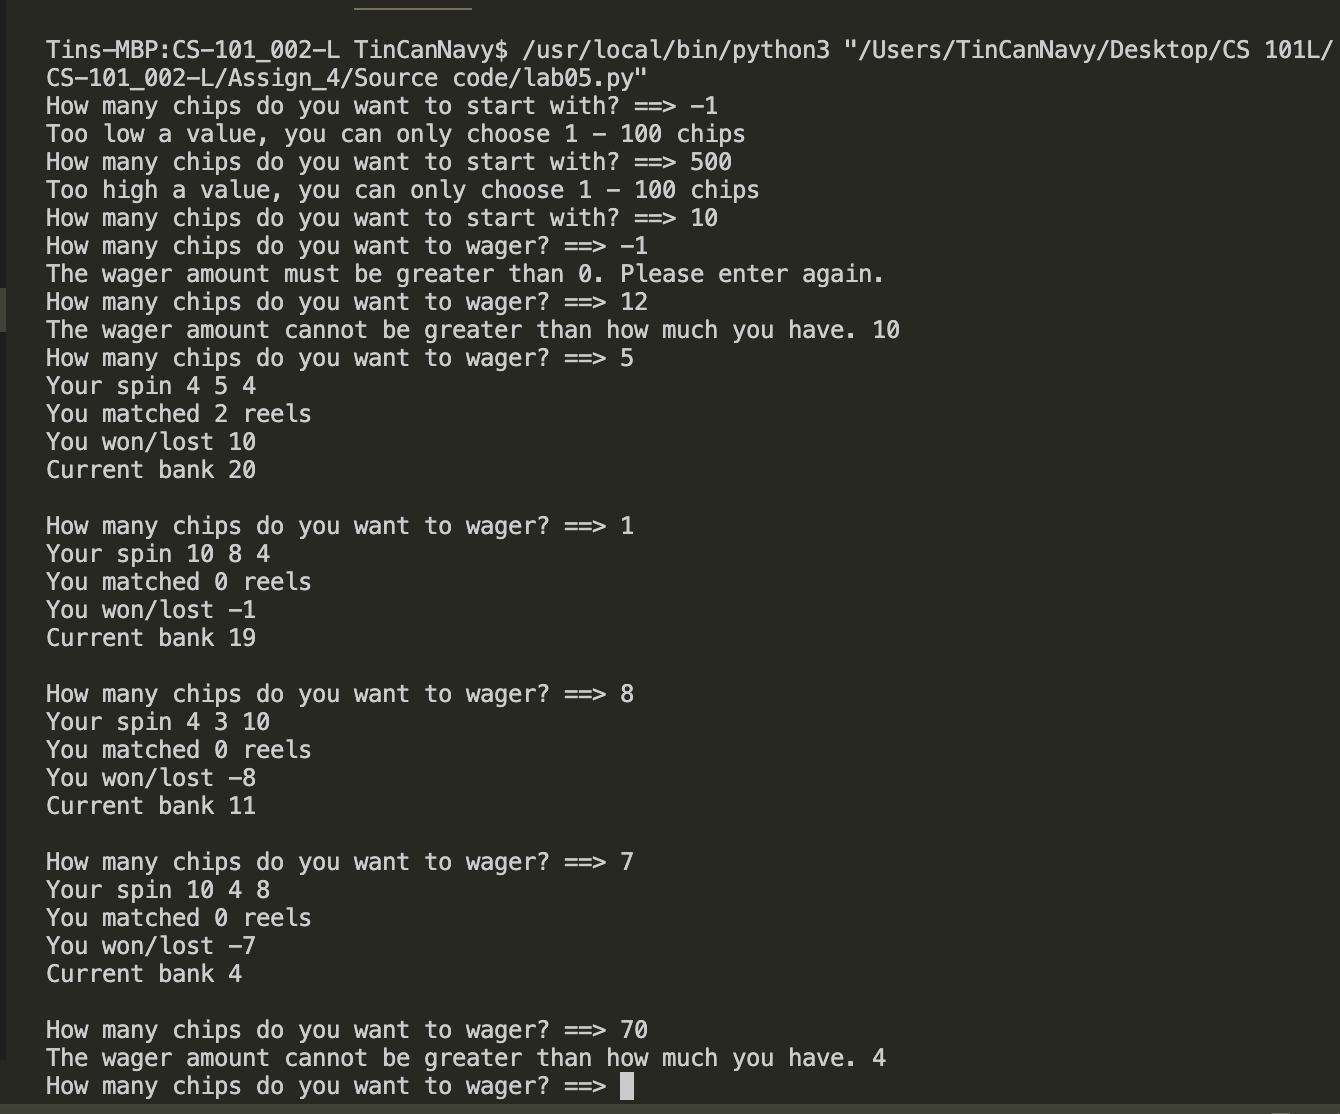 Tins-MBP:CS-101_002-L TinCanNavy$ /usr/local/bin/python3 "/Users/TinCanNavy/Desktop/CS 101L/
CS-101_002-L/Assign_4/Source code/lab05.py"
How many chips do you want to start with? ==> -1
Too low a value, you can only choose 1 - 100 chips
How many chips do you want to start with? ==> 500
Too high a value, you can only choose 1 - 100 chips
How many chips do you want to start with? ==> 10
How many chips do you want to wager? ==> -1
The wager amount must be greater than 0. Please enter again.
How many chips do you want to wager? ==> 12
The wager amount cannot be greater than how much you have. 10
How many chips do you want to wager? ==> 5
Your spin 4 5 4
You matched 2 reels
You won/lost 10
Current bank 20

How many chips do you want to wager? ==> 1
Your spin 10 8 4
You matched 0 reels
You won/lost -1
Current bank 19

How many chips do you want to wager? ==> 8
Your spin 4 3 10
You matched 0 reels
You won/lost -8
Current bank 11

How many chips do you want to wager? ==> 7
Your spin 10 4 8
You matched 0 reels
You won/lost -7
Current bank 4

How many chips do you want to wager? ==> 70
The wager amount cannot be greater than how much you have. 4
How many chips do you want to wager? ==>